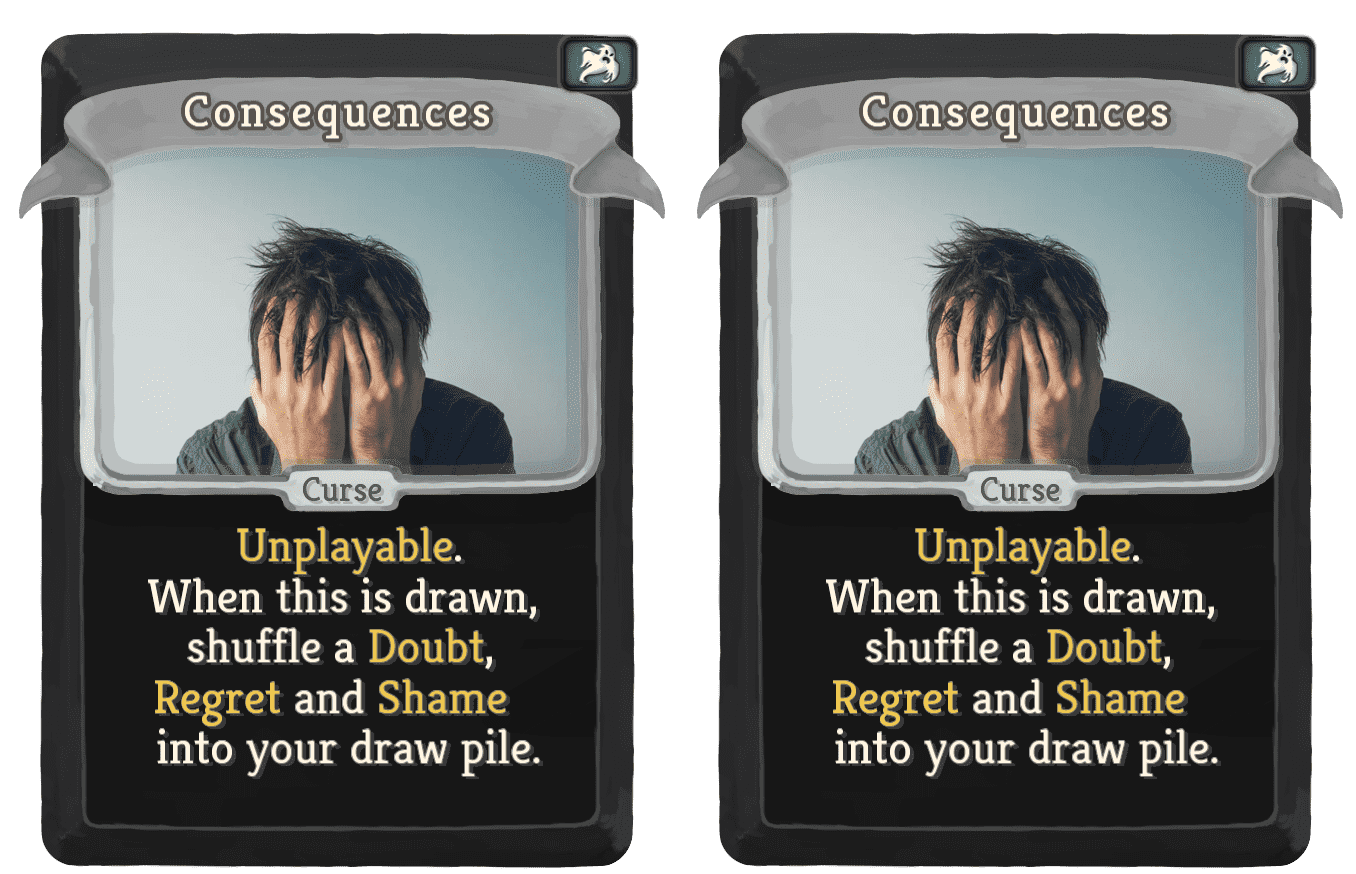 Consequences
Curse
Unplayable.
When this is drawn,
shuffle a Doubt,
Regret and Shame
into your draw pile.
Consequences
Curse
Unplayable.
When this is drawn,
shuffle a Doubt,
Regret and Shame
into your draw pile.